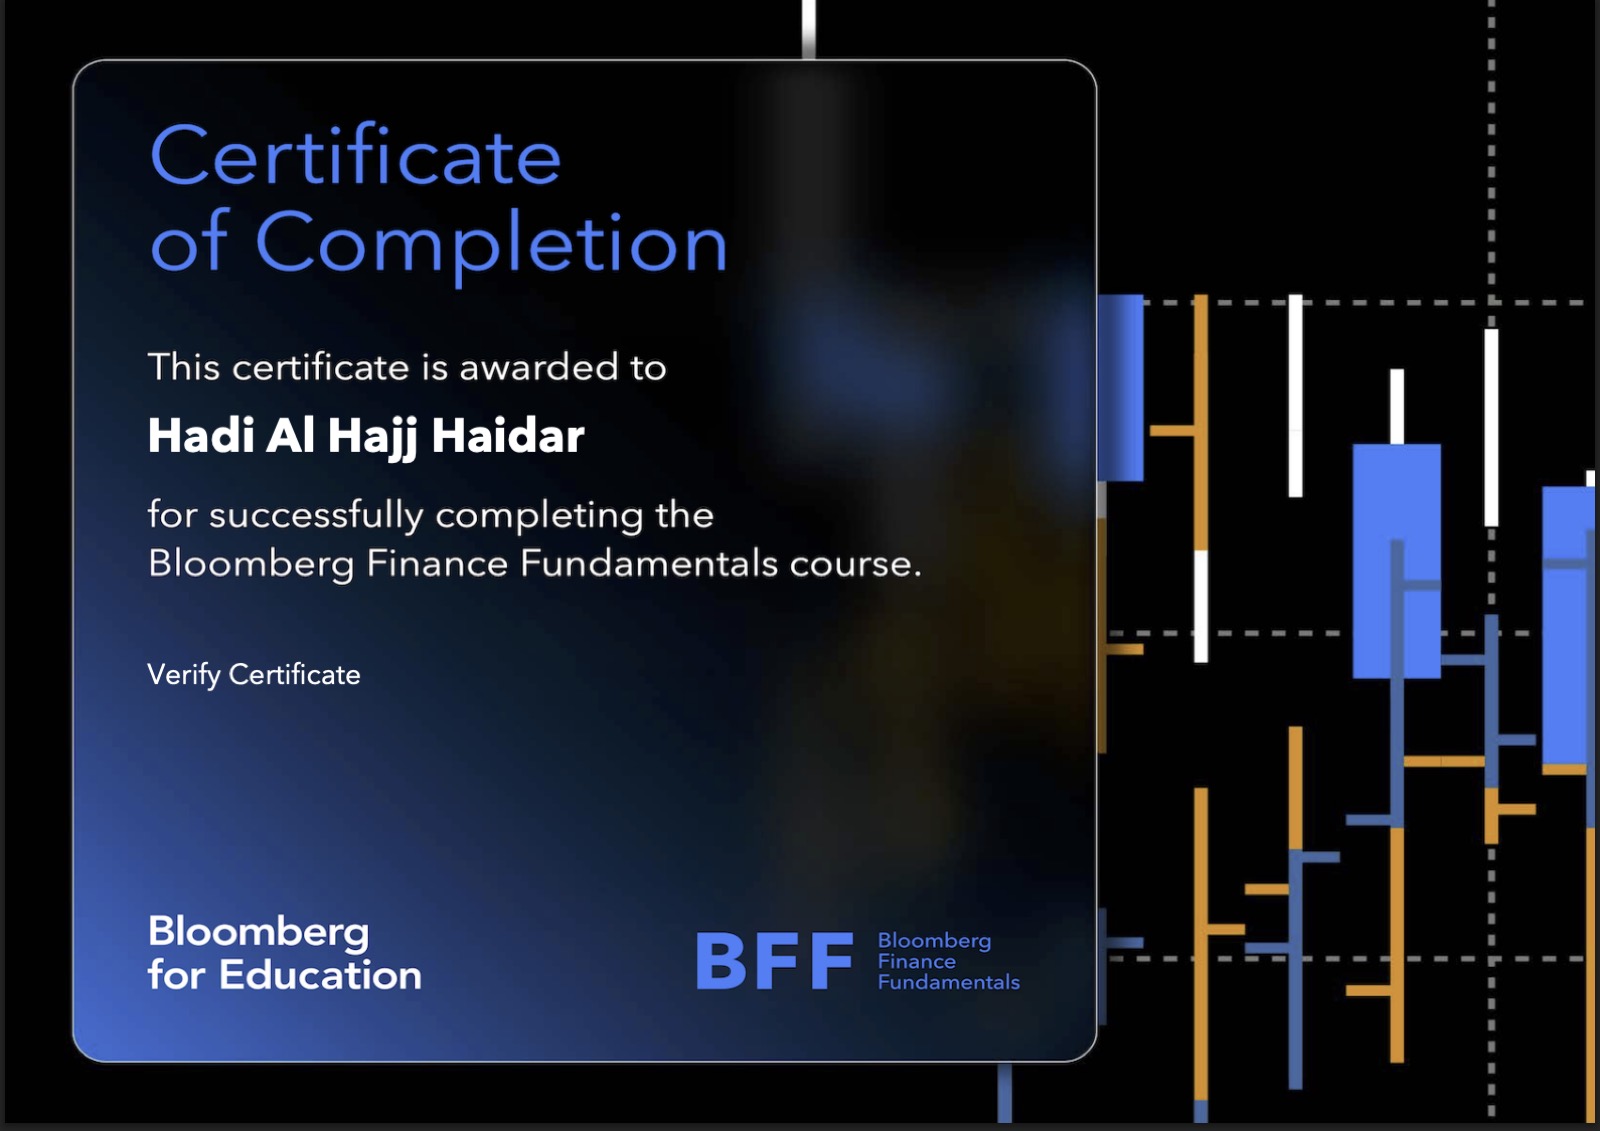 Certificate
of Completion
This certificate is awarded to
Hadi Al Hajj Haidar
for successfully completing the
Bloomberg Finance Fundamentals course.
Verify Certificate
Bloomberg
for Education
BFF
Bloomberg
Finance
Fundamentals